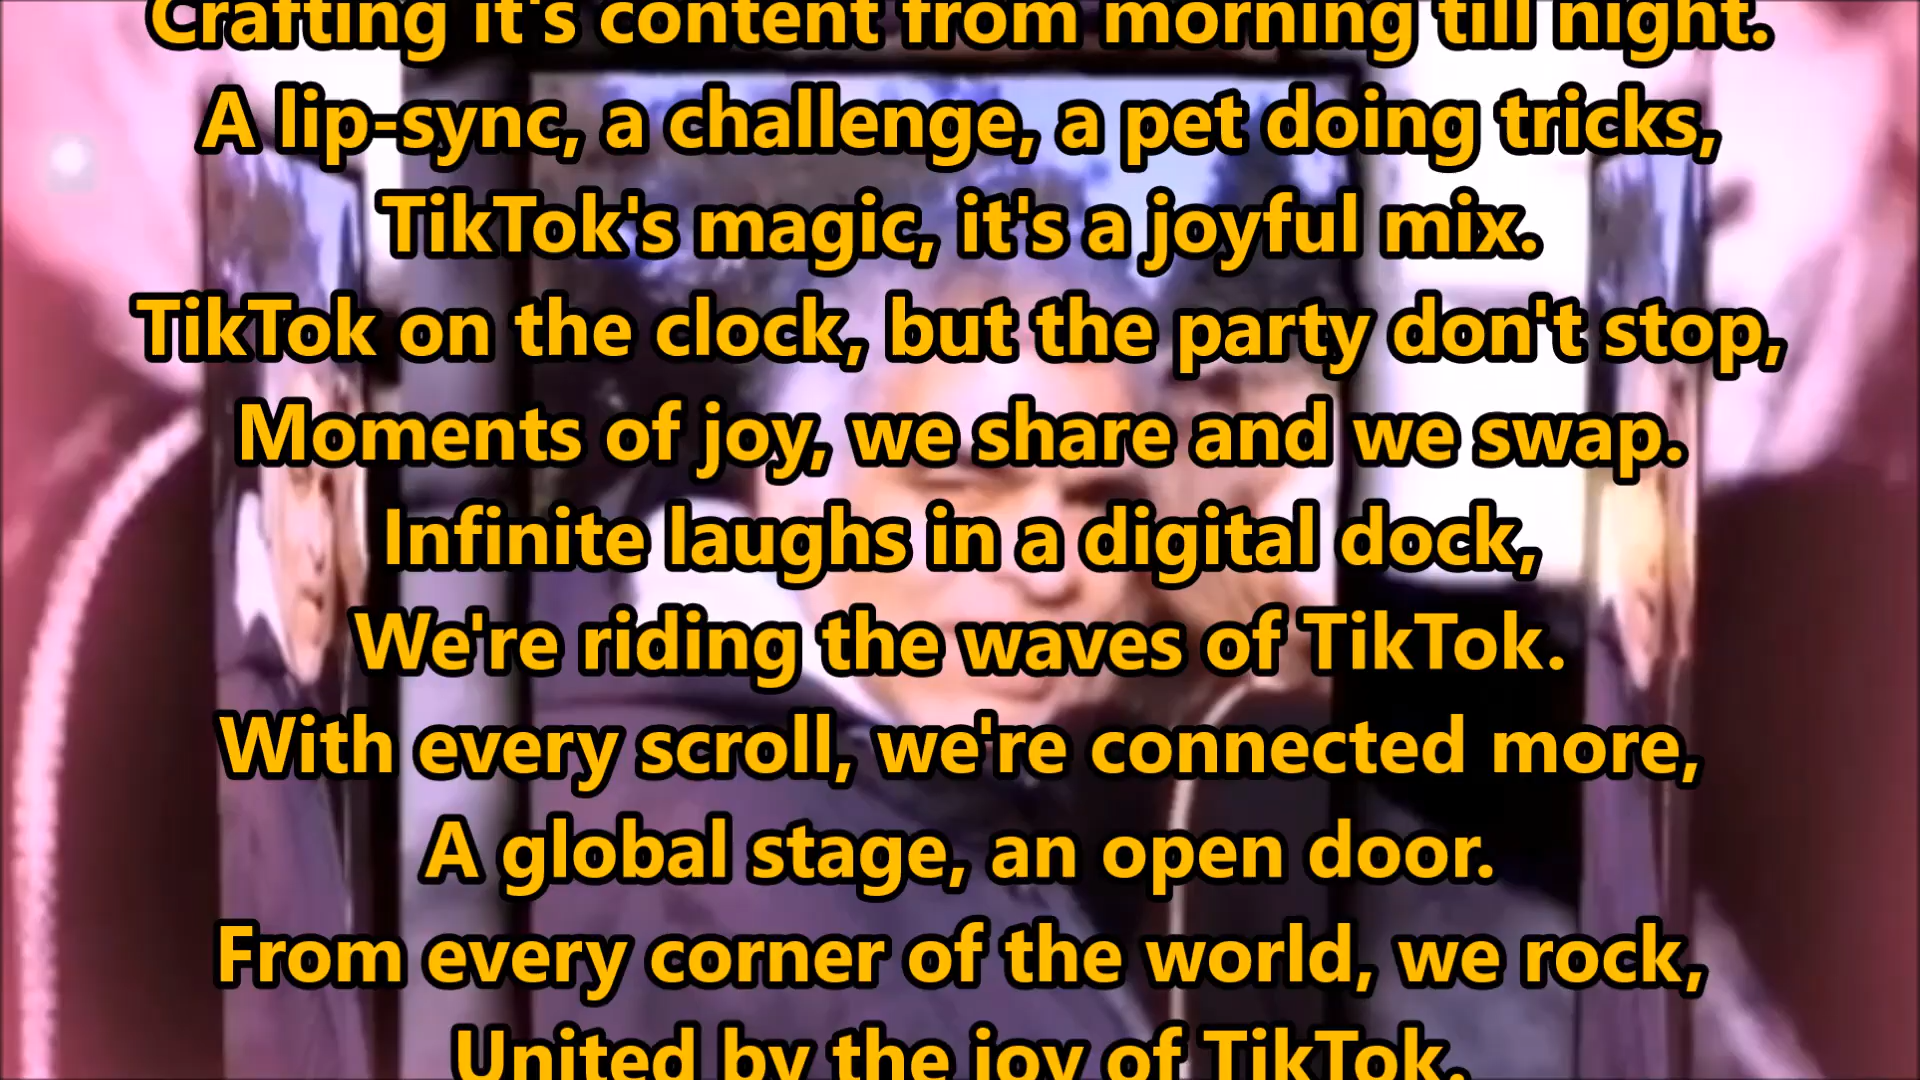 Crafting it's content from morning till night.
A lip-sync, a challenge, a pet doing tricks,
TikTok's magic, it's a joyful mix.
TikTok on the clock, but the party don't stop,
Moments of joy, we share and we swap.
Infinite laughs in a digital dock,
We're riding the waves of TikTok.
With every scroll, we're connected more,
A global stage, an open door.
From every corner of the world, we rock,
United by the joy of TikTok.